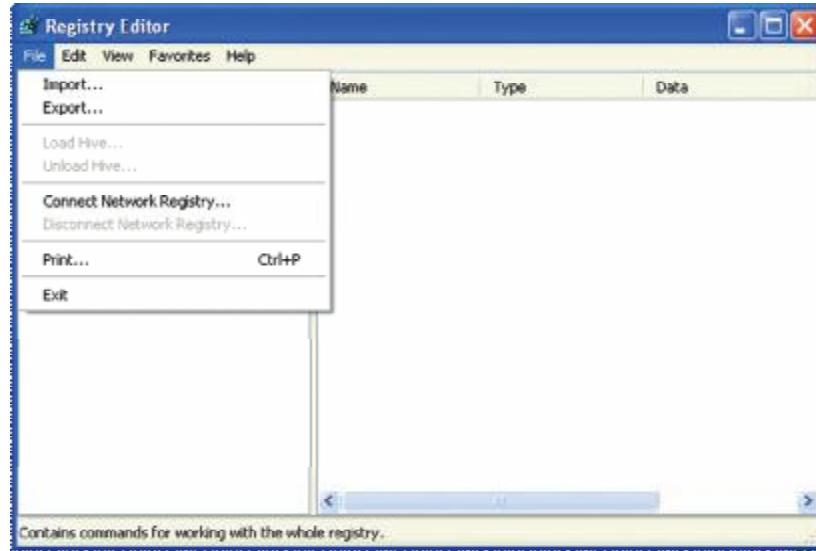 Registry Editor
File Edit View Favorites Help
Name Type Data
Import...
Export...
Load Hive...
Unload Hive...
Connect Network Registry...
Disconnect Network Registry...
Print... Ctrl+P
Exit
Contains commands for working with the whole registry.